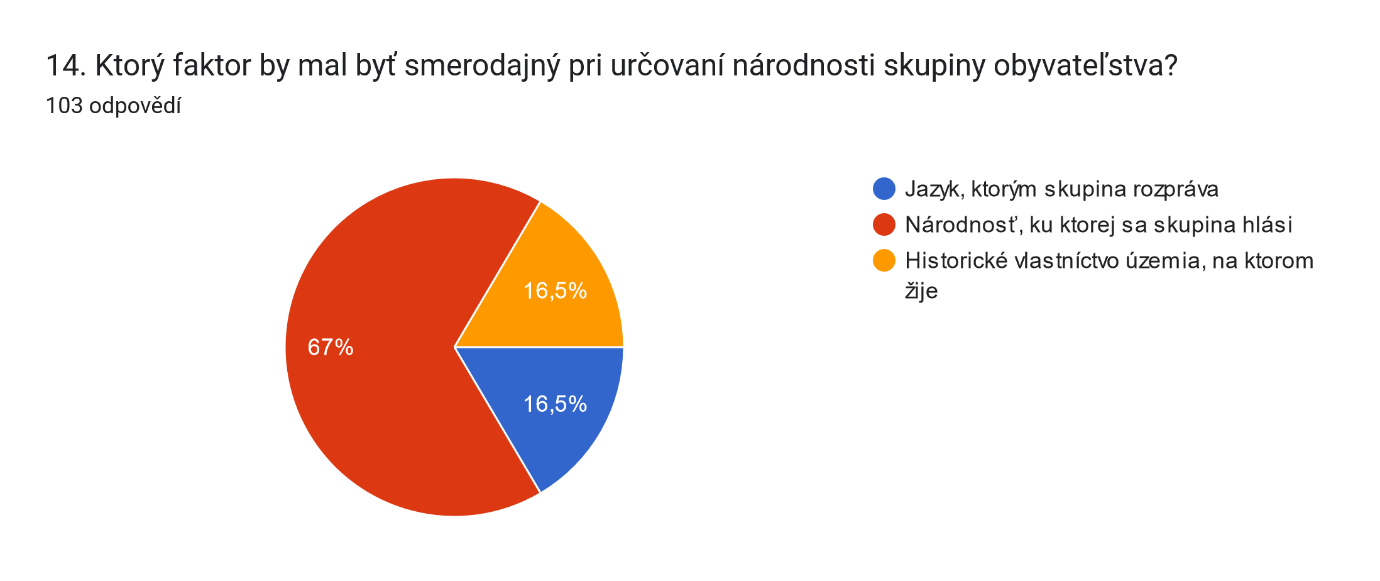 14. Ktorý faktor by mal byť smerodajný pri určovaní národnosti skupiny obyvateľstva?
103 odpovědí
Jazyk, ktorým skupina rozpráva
Národnosť, ku ktorej sa skupina hlási
Historické vlastníctvo územia, na ktorom
žije
16,5%
67%
16,5%